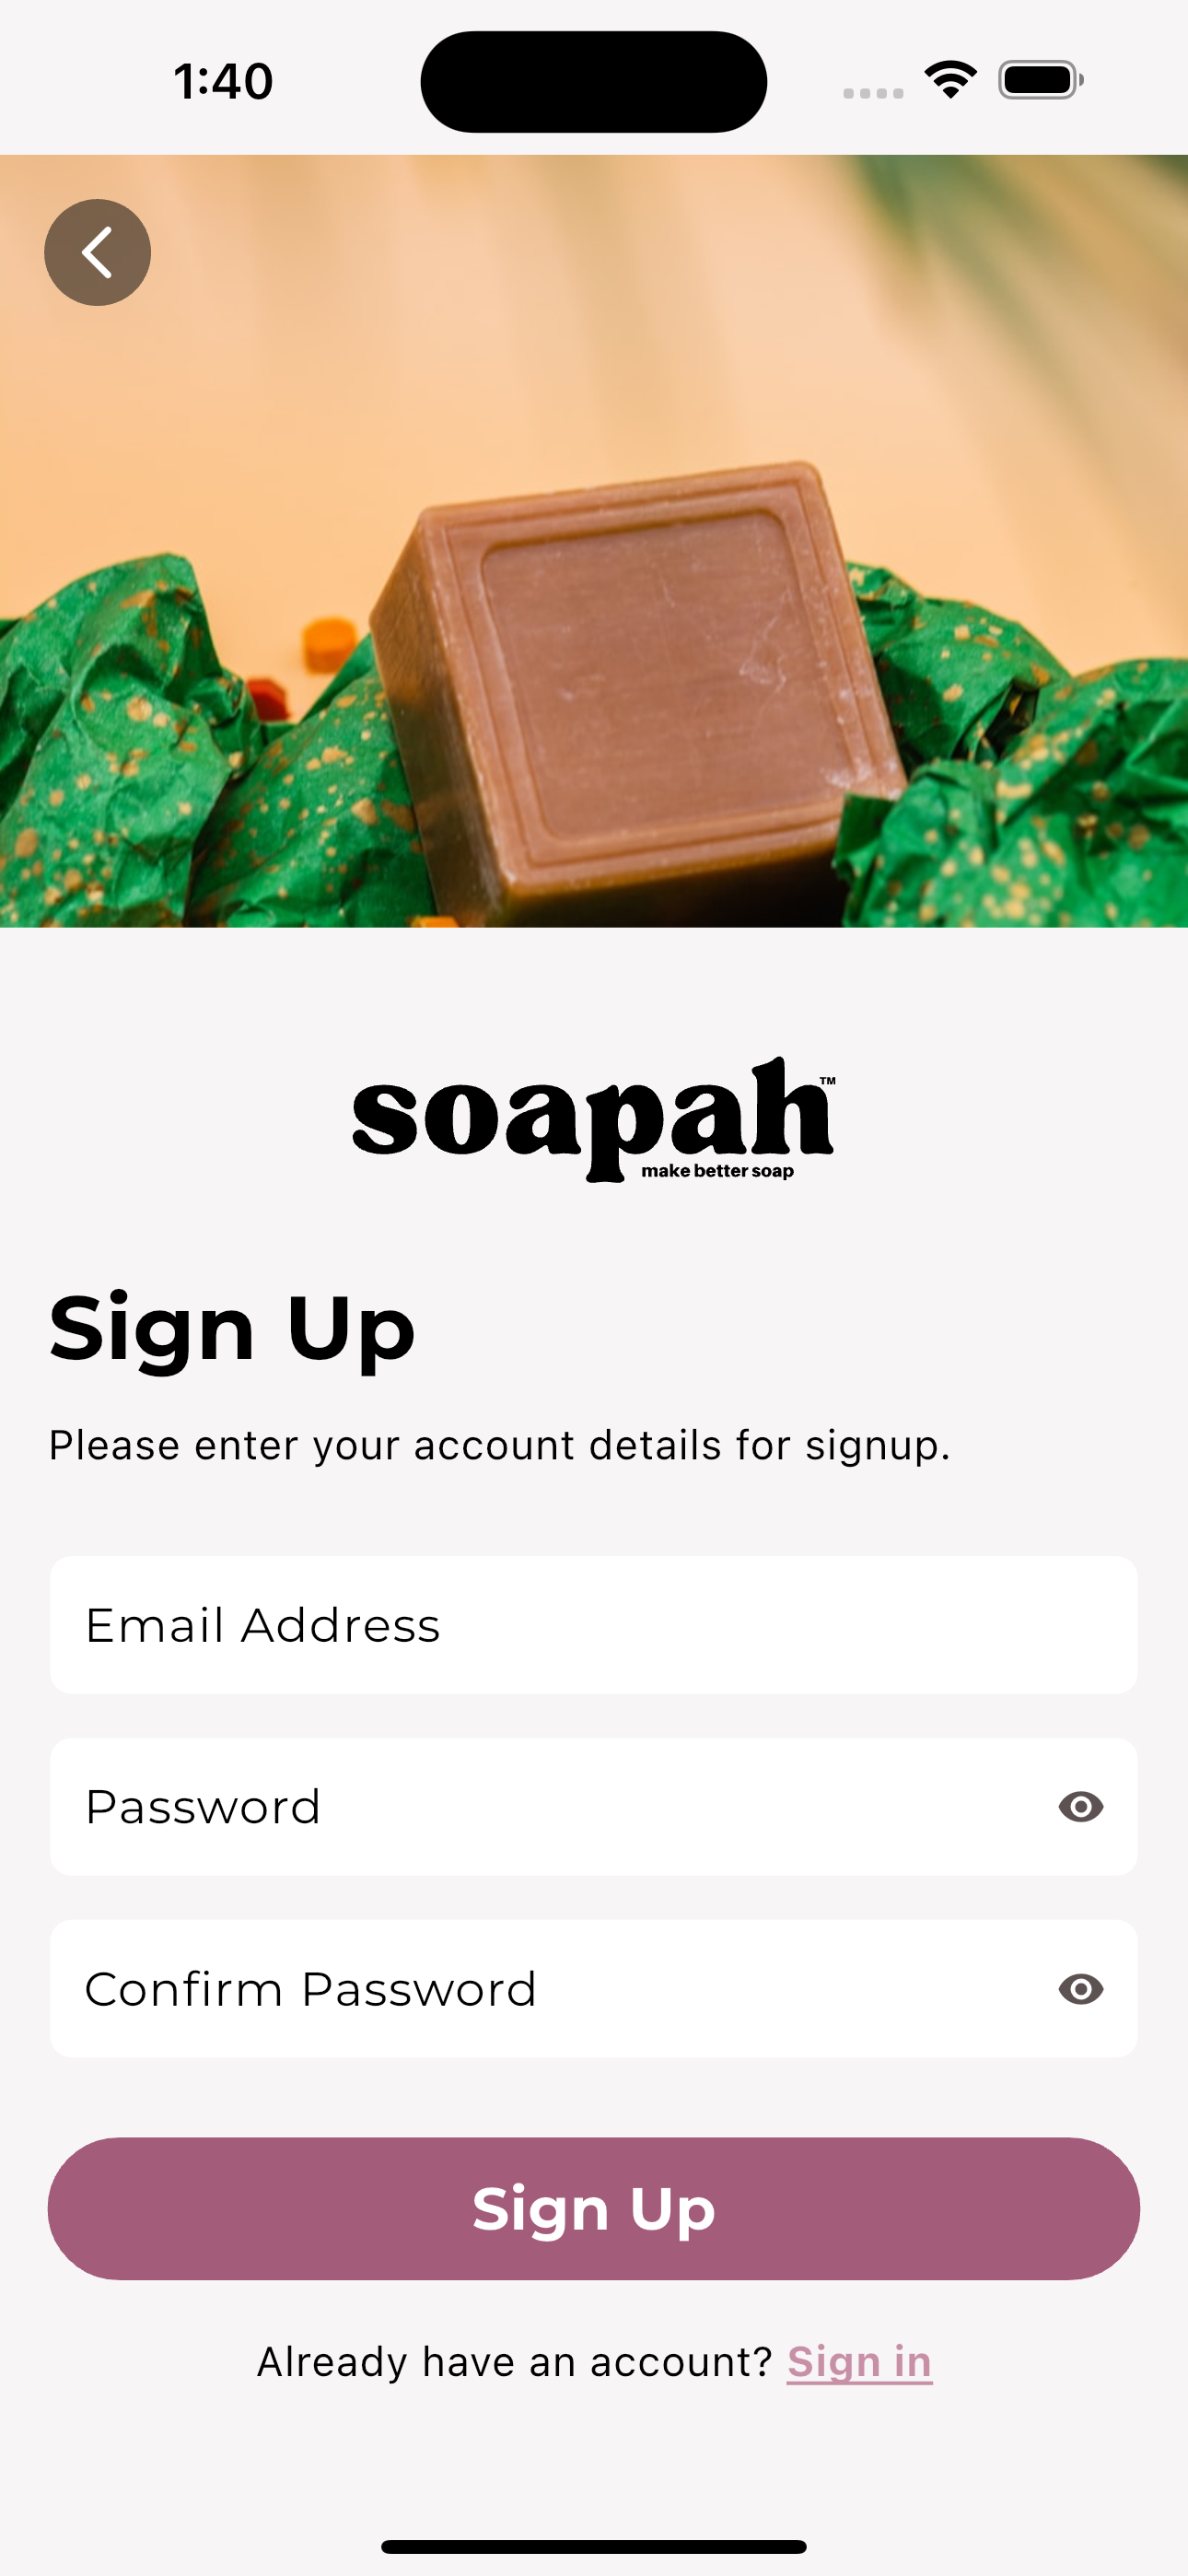 1:40
soapah™
make better soap
Sign Up
Please enter your account details for signup.
Email Address
Password
Confirm Password
Sign Up
Already have an account? Sign in